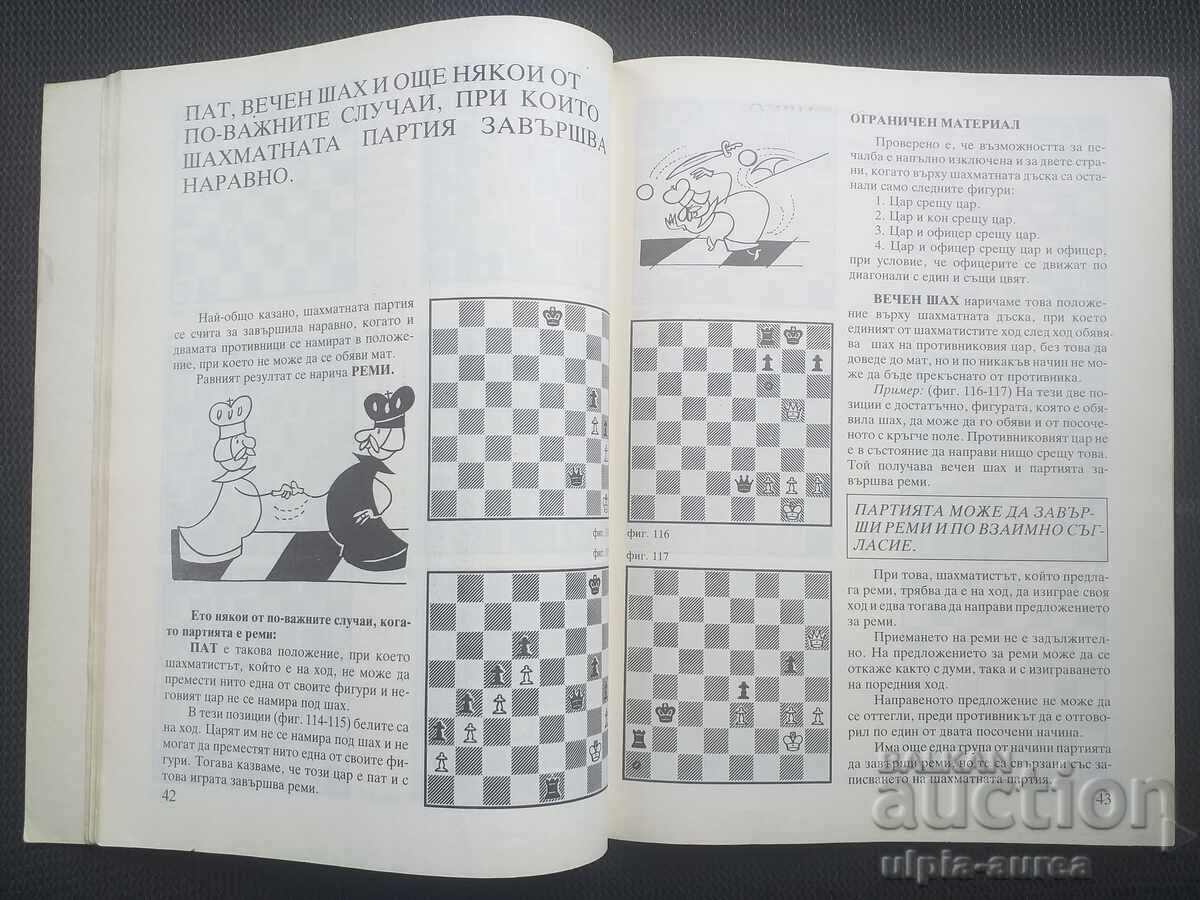 ПАТ, ВЕЧЕН ШАХ И ОЩЕ НЯКОИ ОТ
ПО-ВАЖНИТЕ СЛУЧАИ, ПРИ КОИТО
ШАХМАТНАТА ПАРТИЯ ЗАВЪРШВА
НАРАВНО.
Най-общо казано, шахматната партия
се счита за завършила наравно, когато и
двамата противници се намират в положе-
ние, при което не може да се обяви мат.
Равният резултат се нарича РЕМИ.
Ето някои от по-важните случаи, кога-
то партията е реми:
ПАТ е такова положение, при което
шахматистът, който е на ход, не може да
премести нито една от своите фигури и не-
говият цар не се намира под шах.
В тези позиции (фиг. 114-115) белите са
на ход. Царят им не се намира под шах и не
могат да преместят нито една от своите фи-
гури. Тогава казваме, че този цар е пат и с
това играта завършва реми.
42
фиг.
фиг.
фиг. 116
фиг. 117
ОГРАНИЧЕН МАТЕРИАЛ
Проверено е, че възможността за пе-
чалба е напълно изключена и за двете стра-
ни, когато върху шахматната дъска са оста-
нали само следните фигури:
1. Цар срещу цар.
2. Цар и кон срещу цар.
3. Цар и офицер срещу цар.
4. Цар и офицер срещу цар и офицер,
при условие, че офицерите се движат по
диагонали с един и същи цвят.
ВЕЧЕН ШАХ наричаме това положе-
ние върху шахматната дъска, при което
единият от шахматистите ход след ход обявя-
ва шах на противниковия цар, без това да
доведе до мат, но и по никакъв начин не мо-
же да бъде прекъснато от противника.
Пример: (фиг. 116-117) На тези две по-
зиции е достатъчно, фигурата, която е обя-
вила шах, да може да го обяви и от посоче-
ното с кръгче поле. Противниковият цар не
е в състояние да направи нищо срещу това.
Той получава вечен шах и партията за-
вършва реми.
ПАРТИЯТА МОЖЕ ДА ЗАВЪР-
ШИ РЕМИ И ПО ВЗАИМНО СЪГ-
ЛАСИЕ.
При това, шахматистът, който предла-
га реми, трябва да е на ход, да изиграе своя
ход и едва тогава да направи предложението
за реми.
Приемането на реми не е задължител-
но. На предложението за реми може да се
откаже както с думи, така и с изиграването
на поредния ход.
Направеното предложение не може да
се оттегли, преди противникът да е отгово-
рил по един от двата посочени начина.
Има още една група от начини партията
да завърши реми, но те са свързани със за-
писването на шахматната партия.
43
BALKAN
auction
ulpia-aurea